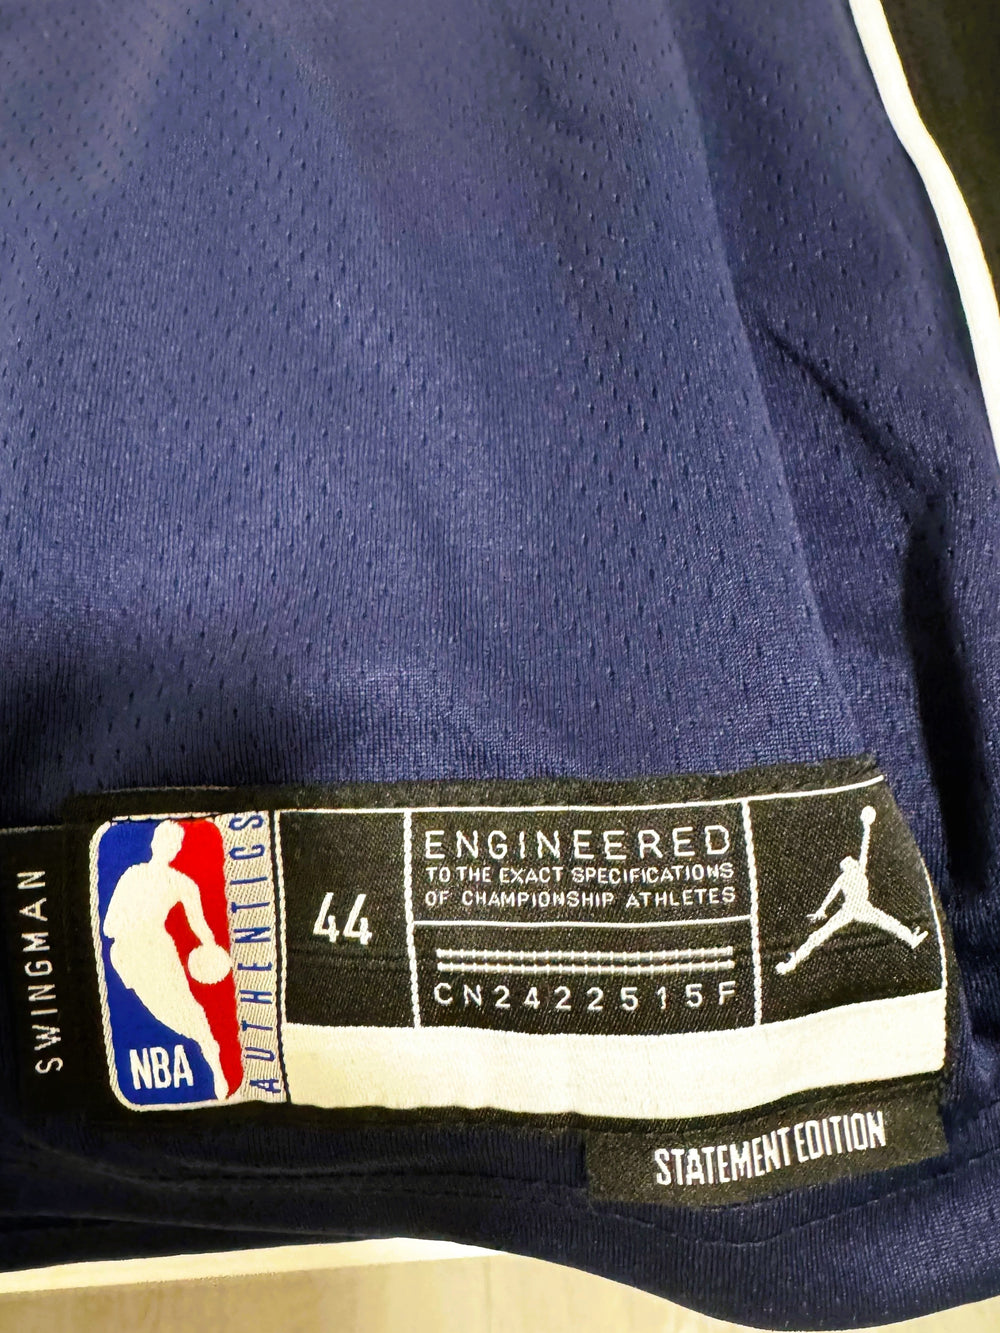 SWINGMAN
NBA
AUTHENTICS
44
ENGINEERED
TO THE EXACT SPECIFICATIONS
OF CHAMPIONSHIP ATHLETES
CN2422515F
STATEMENT EDITION